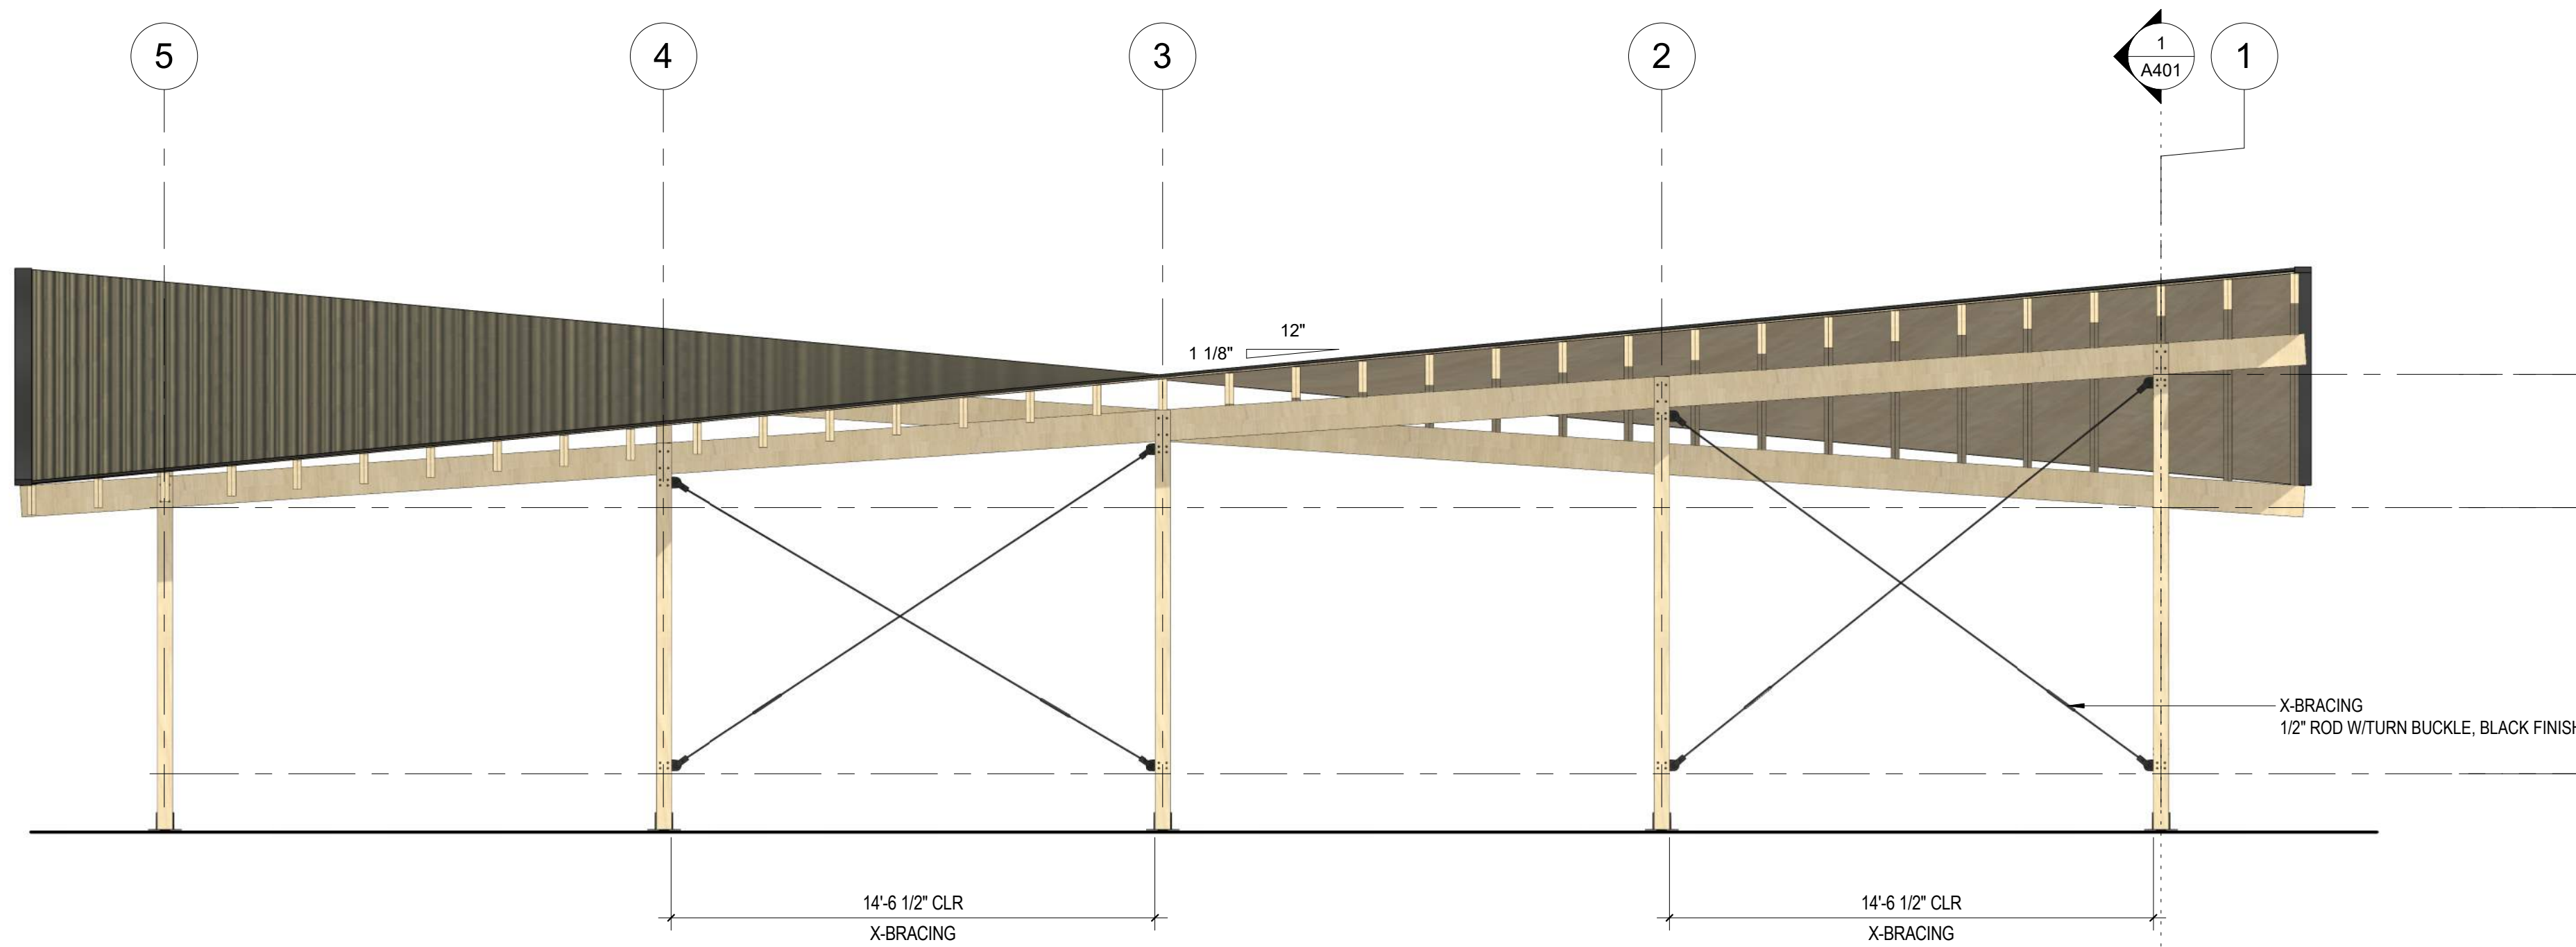 5
4
3
2
1
A401
1
12"
1 1/8"
X-BRACING
1/2" ROD W/TURN BUCKLE, BLACK FINISH
14'-6 1/2" CLR
X-BRACING
14'-6 1/2" CLR
X-BRACING